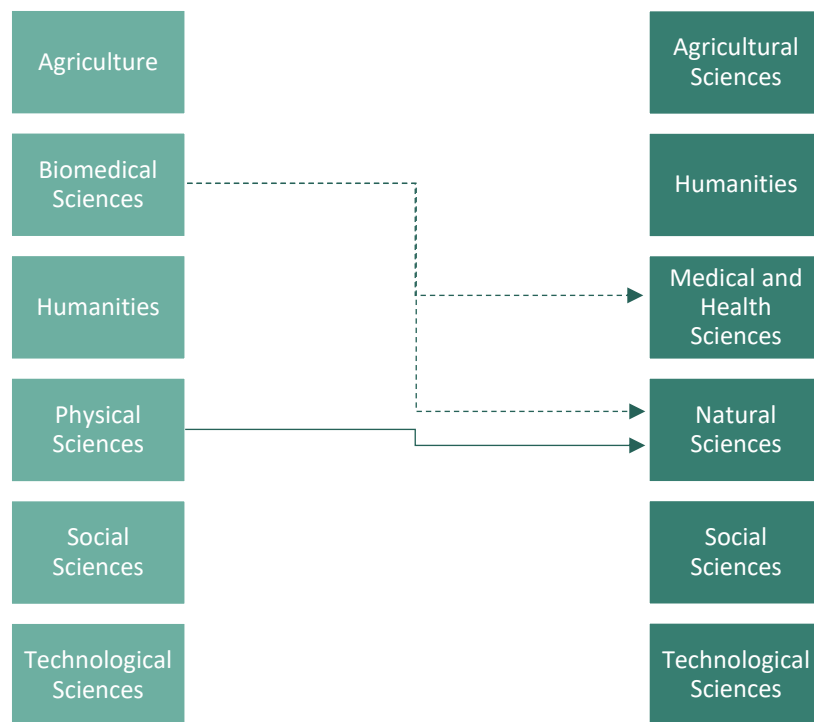 Agriculture
Biomedical
Sciences
Humanities
Physical
Sciences
Social
Sciences
Technological
Sciences
Agricultural
Sciences
Humanities
Medical and
Health
Sciences
Natural
Sciences
Social
Sciences
Technological
Sciences